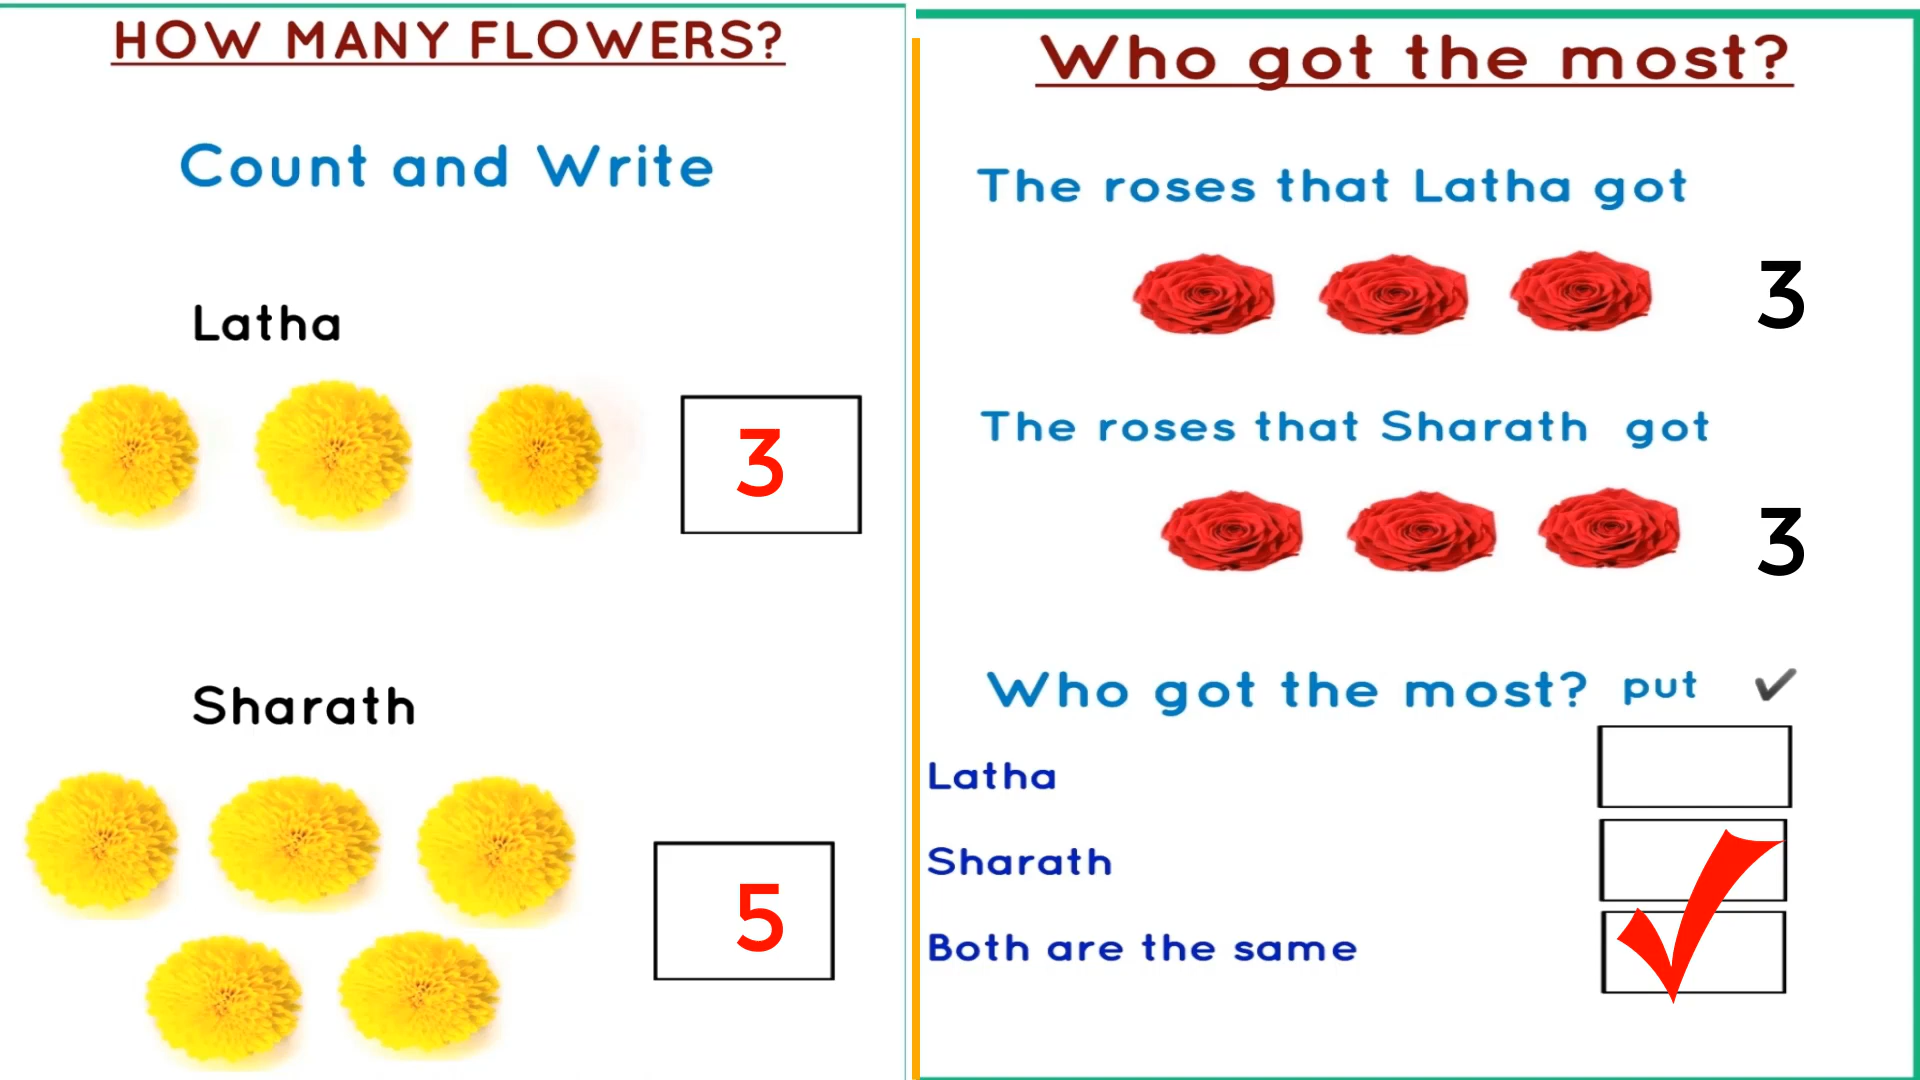 HOW MANY FLOWERS?
Count and Write
Latha
3
Sharath
5
Who got the most?
The roses that Latha got
3
The roses that Sharath got
3
Who got the most? put ✔
Latha
Sharath
Both are the same